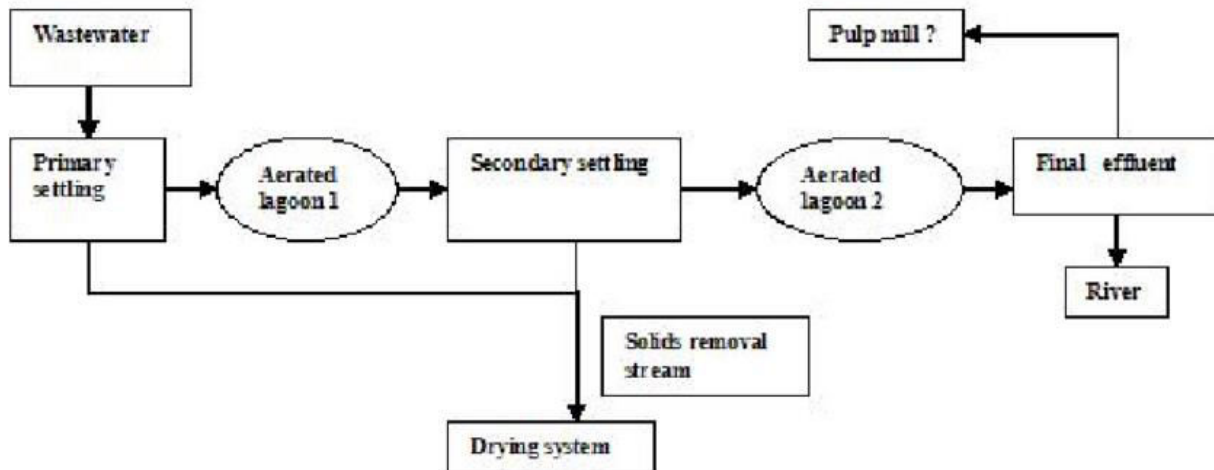 Wastewater
Pulp mill ?
Primary
settling
Aerated
lagoon 1
Secondary settling
Aerated
lagoon 2
Final effluent
River
Solids removal
stream
Drying system